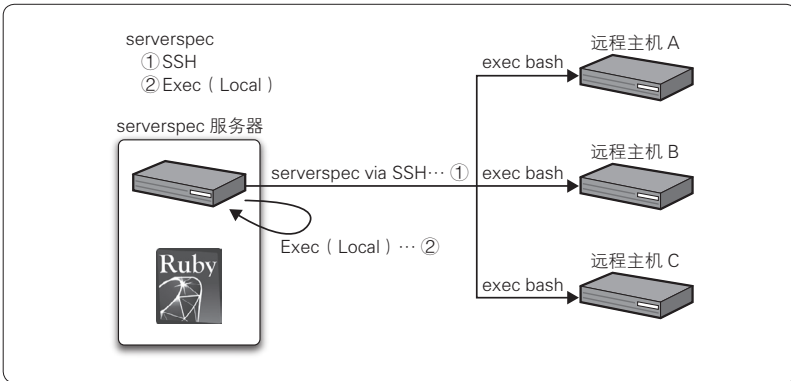 serverspec
①SSH
②Exec（Local）
serverspec 服务器
serverspec via SSH… ①
Exec（Local）… ②
Ruby
exec bash
远程主机 A
exec bash
远程主机 B
exec bash
远程主机 C